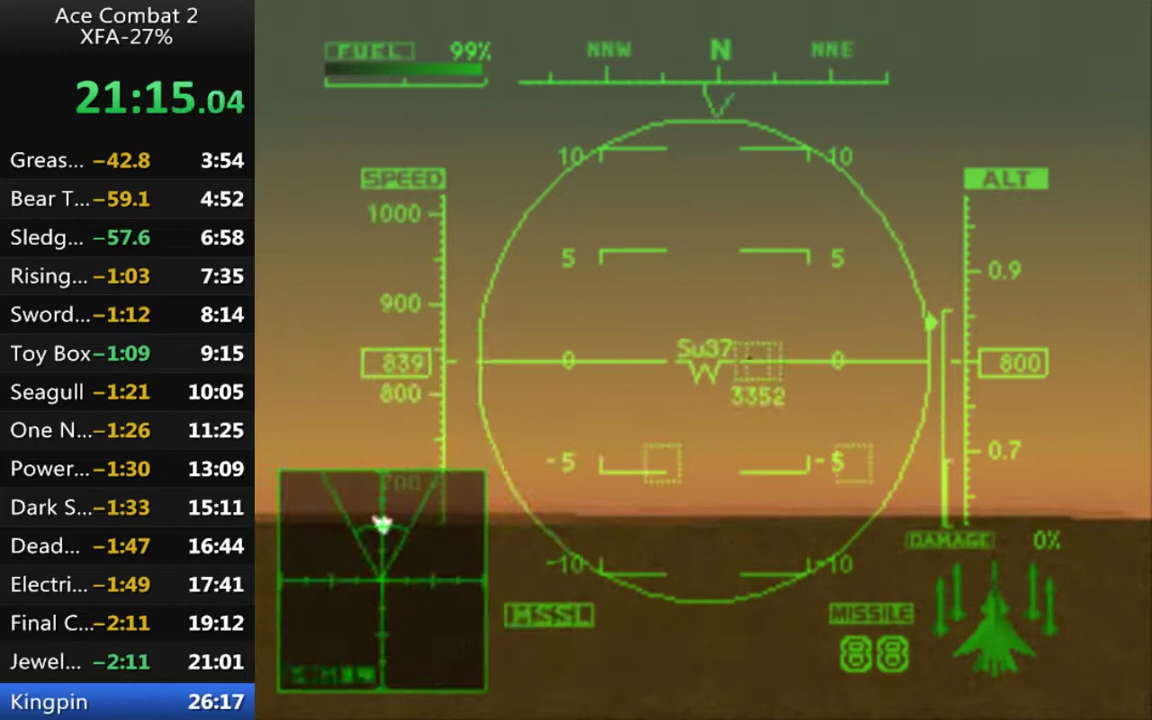 Ace Combat 2
XFA-27%
21:15.04
Greas... −42.8 3:54
Bear T... −59.1 4:52
Sledg... −57.6 6:58
Rising... −1:03 7:35
Sword... −1:12 8:14
Toy Box −1:09 9:15
Seagull −1:21 10:05
One N... −1:26 11:25
Power... −1:30 13:09
Dark S... −1:33 15:11
Dead... −1:47 16:44
Electri... −1:49 17:41
Final C... −2:11 19:12
Jewel... −2:11 21:01
Kingpin 26:17
FUEL 99%
NNW N NNE
10 10
SPEED ALT
1000
5 5
0.9
900
Su37
839 0 0 800
800
3352
-5 -5
0.7
700
DAMAGE 0%
-10 -10
MSSL MISSILE
88